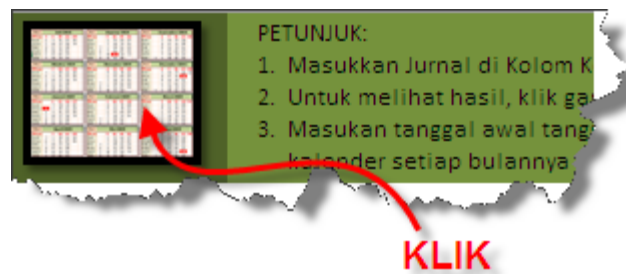 PETUNJUK:
1. Masukkan Jurnal di Kolom K
2. Untuk melihat hasil, klik ga
3. Masukan tanggal awal tang
kalender setiap bulannya
KLIK